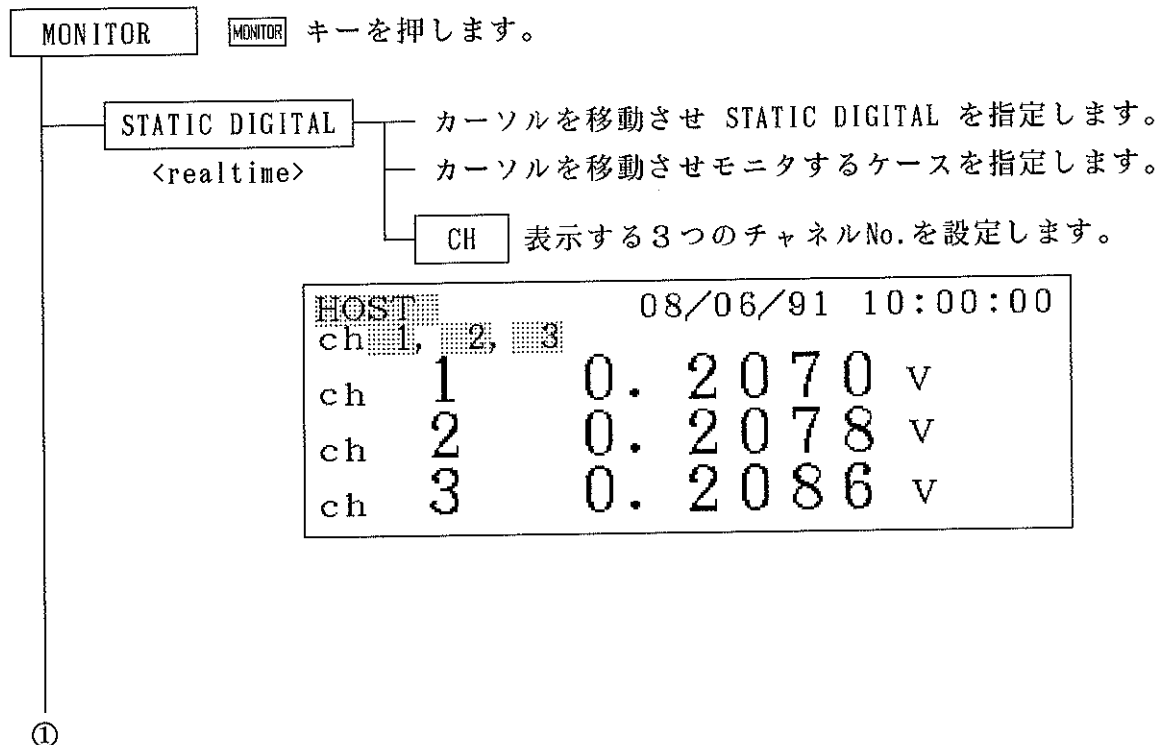 MONITOR MONITOR キーを押します。
STATIC DIGITAL カーソルを移動させ STATIC DIGITAL を指定します。
<realtime> カーソルを移動させモニタするケースを指定します。
CH 表示する3つのチャネルNo.を設定します。
HOST 08/06/91 10:00:00
ch 1, 2, 3
ch 1 0.2070 V
ch 2 0.2078 V
ch 3 0.2086 V
①